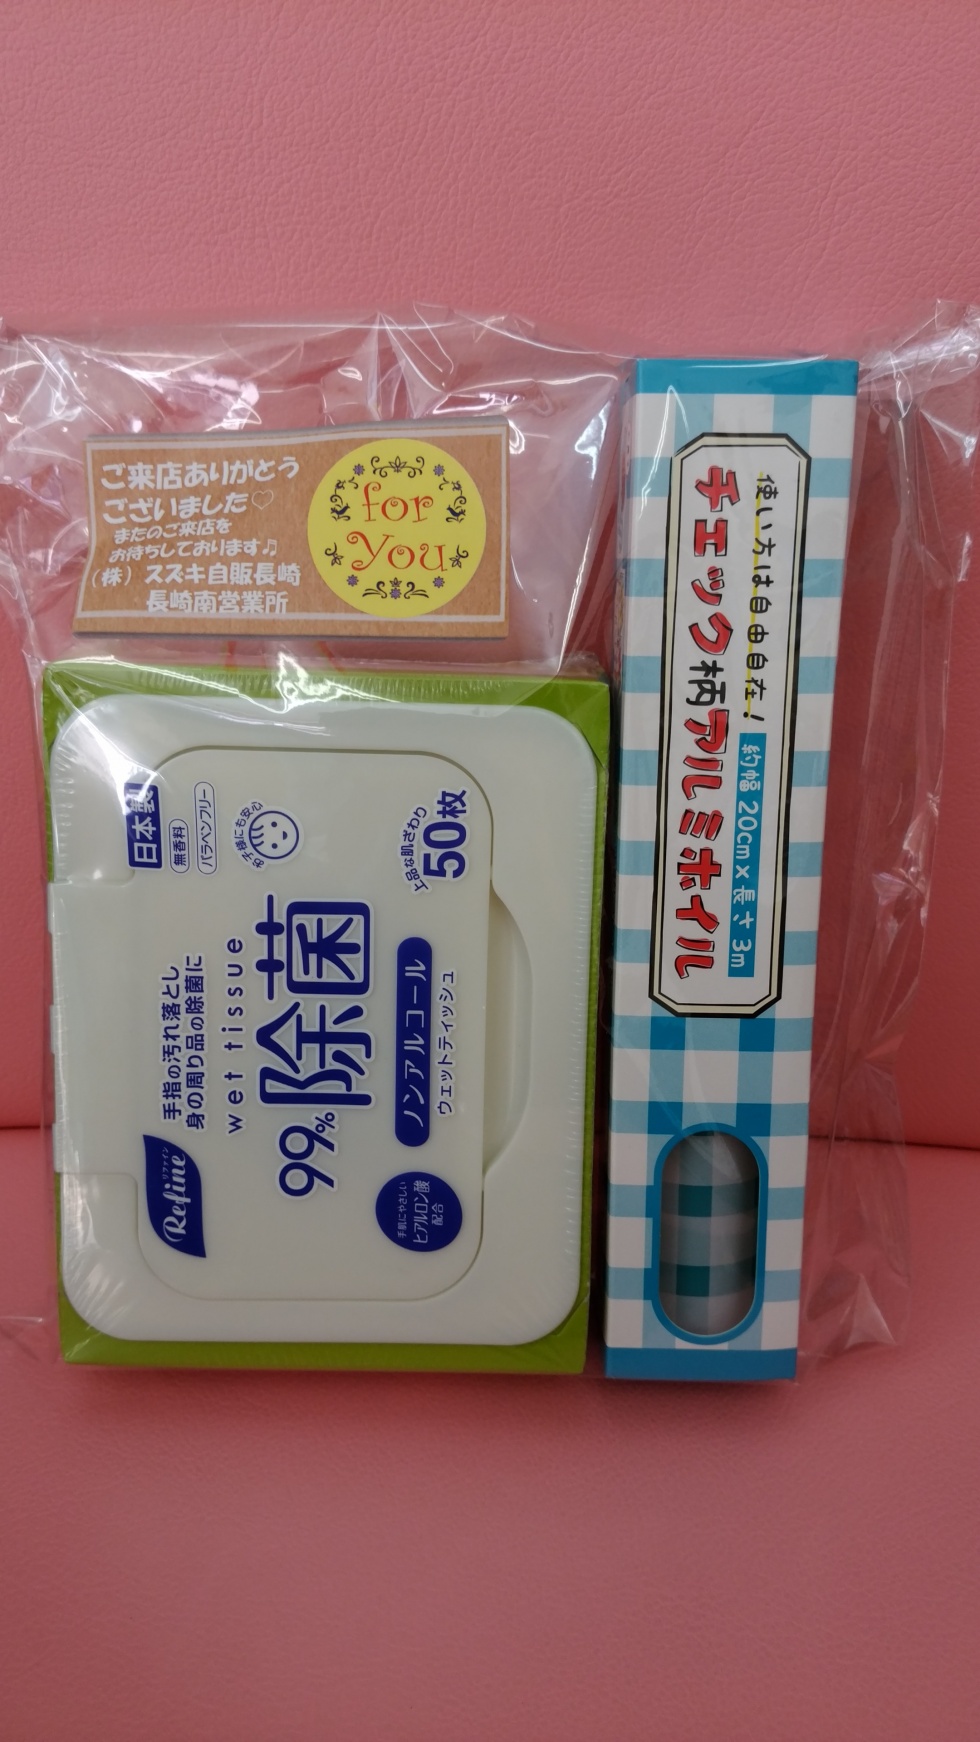 ご来店ありがとう
ございました♡
またのご来店を
お待ちしております♫
（株）スズキ自販長崎
長崎南営業所
for
You
日本製
無香料
パラベンフリー
お子様にも安心
上品な肌ざわり
50枚
手指の汚れ落とし
身の周り品の除菌に
wet tissue
99%除菌
ノンアルコール
ウェットティッシュ
Refine
リファイン
手肌にやさしい
ヒアルロン酸
配合
使い方は自由自在!
チェック柄アルミホイル
約幅 20cm×長さ 3m